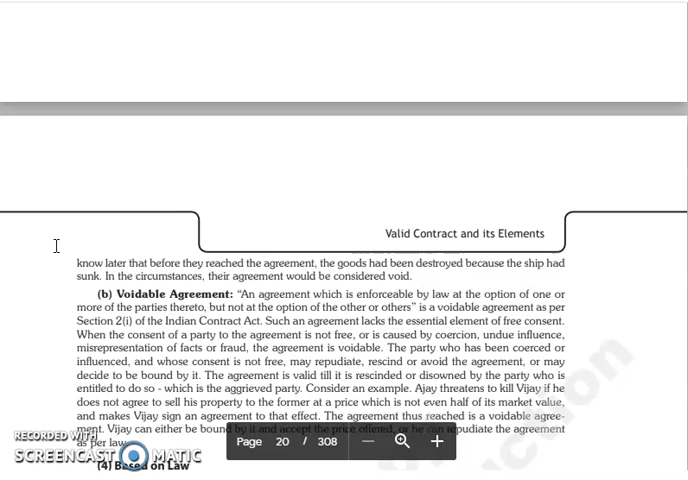 Valid Contract and its Elements
know later that before they reached the agreement, the goods had been destroyed because the ship had
sunk. In the circumstances, their agreement would be considered void.
(b) Voidable Agreement: “An agreement which is enforceable by law at the option of one or
more of the parties thereto, but not at the option of the other or others” is a voidable agreement as per
Section 2(i) of the Indian Contract Act. Such an agreement lacks the essential element of free consent.
When the consent of a party to the agreement is not free, or is caused by coercion, undue influence,
misrepresentation of facts or fraud, the agreement is voidable. The party who has been coerced or
influenced, and whose consent is not free, may repudiate, rescind or avoid the agreement, or may
decide to be bound by it. The agreement is valid till it is rescinded or disowned by the party who is
entitled to do so - which is the aggrieved party. Consider an example. Ajay threatens to kill Vijay if he
does not agree to sell his property to the former at a price which is not even half of its market value,
and makes Vijay sign an agreement to that effect. The agreement thus reached is a voidable agree-
ment. Vijay can either be bound by it and accept the price offered, or he can repudiate the agreement
as per law.
(4) Based on Law
Page 20 / 308
RECORDED WITH
SCREENCAST MATIC